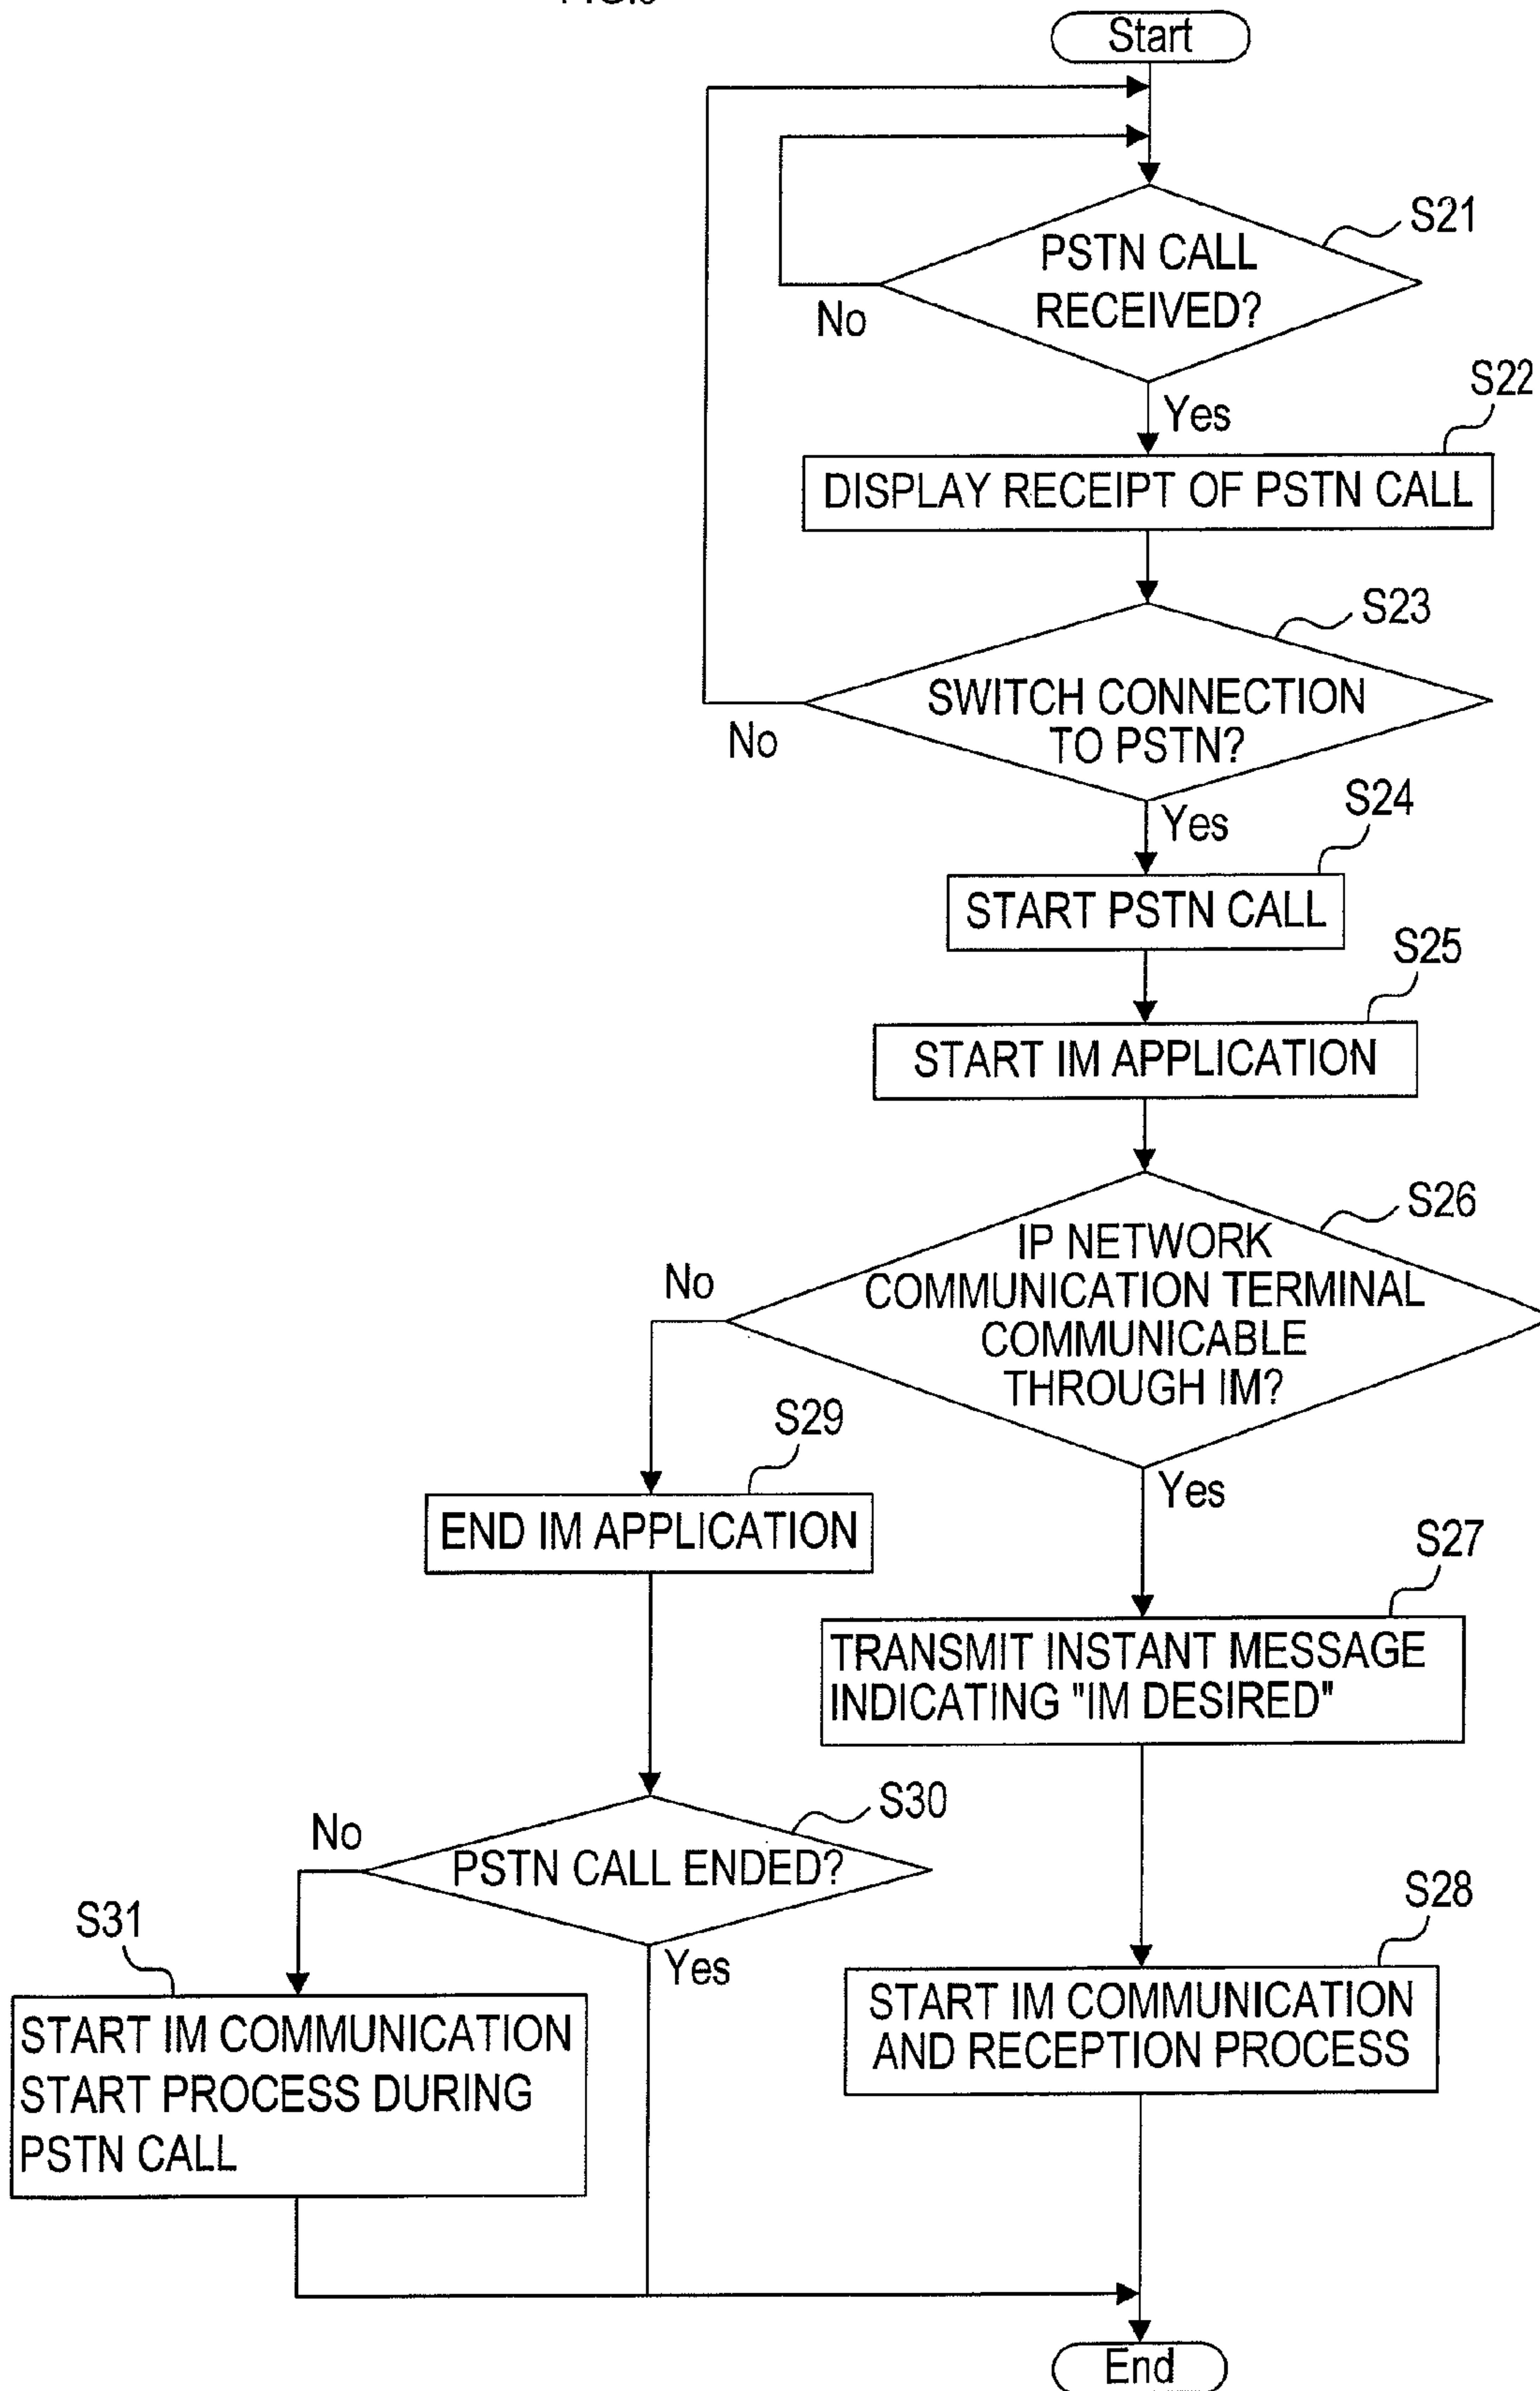 Start
S21
PSTN CALL
RECEIVED?
No
Yes
S22
DISPLAY RECEIPT OF PSTN CALL
S23
SWITCH CONNECTION
TO PSTN?
No
Yes
S24
START PSTN CALL
S25
START IM APPLICATION
S26
IP NETWORK
COMMUNICATION TERMINAL
COMMUNICABLE
THROUGH IM?
No
Yes
S29
END IM APPLICATION
S27
TRANSMIT INSTANT MESSAGE
INDICATING "IM DESIRED"
S30
PSTN CALL ENDED?
No
Yes
S31
START IM COMMUNICATION
START PROCESS DURING
PSTN CALL
S28
START IM COMMUNICATION
AND RECEPTION PROCESS
End